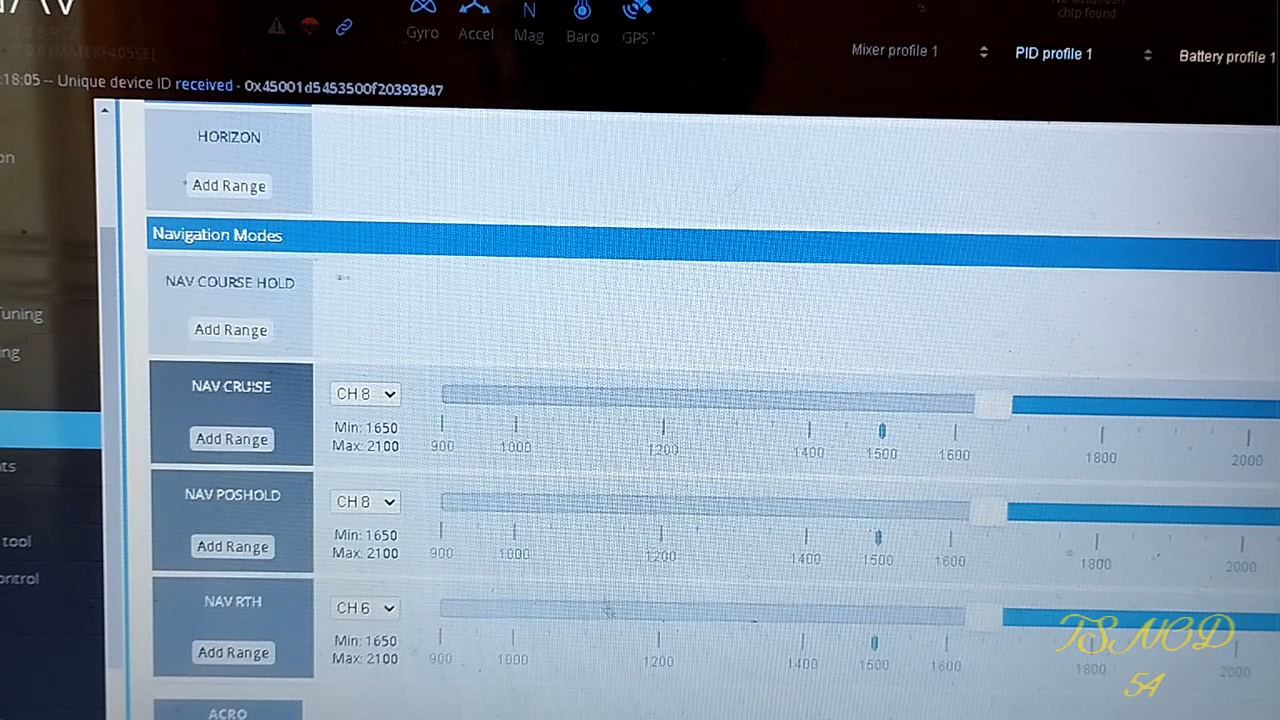 Gyro Accel Mag Baro GPS
chip found
[MATEKF405SE]
Mixer profile 1 PID profile 1 Battery profile 1
:18:05 -- Unique device ID received - 0x45001d5453500f20393947
HORIZON
on
Add Range
Navigation Modes
NAV COURSE HOLD
Tuning
Add Range
ing
NAV CRUISE
CH 8
Min: 1650
Max: 2100
Add Range
900 1000 1200 1400 1500 1600 1800 2000
ts
NAV POSHOLD
CH 8
Min: 1650
Max: 2100
tool
Add Range
900 1000 1200 1400 1500 1600 1800 2000
ontrol
NAV RTH
CH 6
Min: 1650
Max: 2100
Add Range
900 1000 1200 1400 1500 1600 1800 2000
TSNOD
54
ACRO